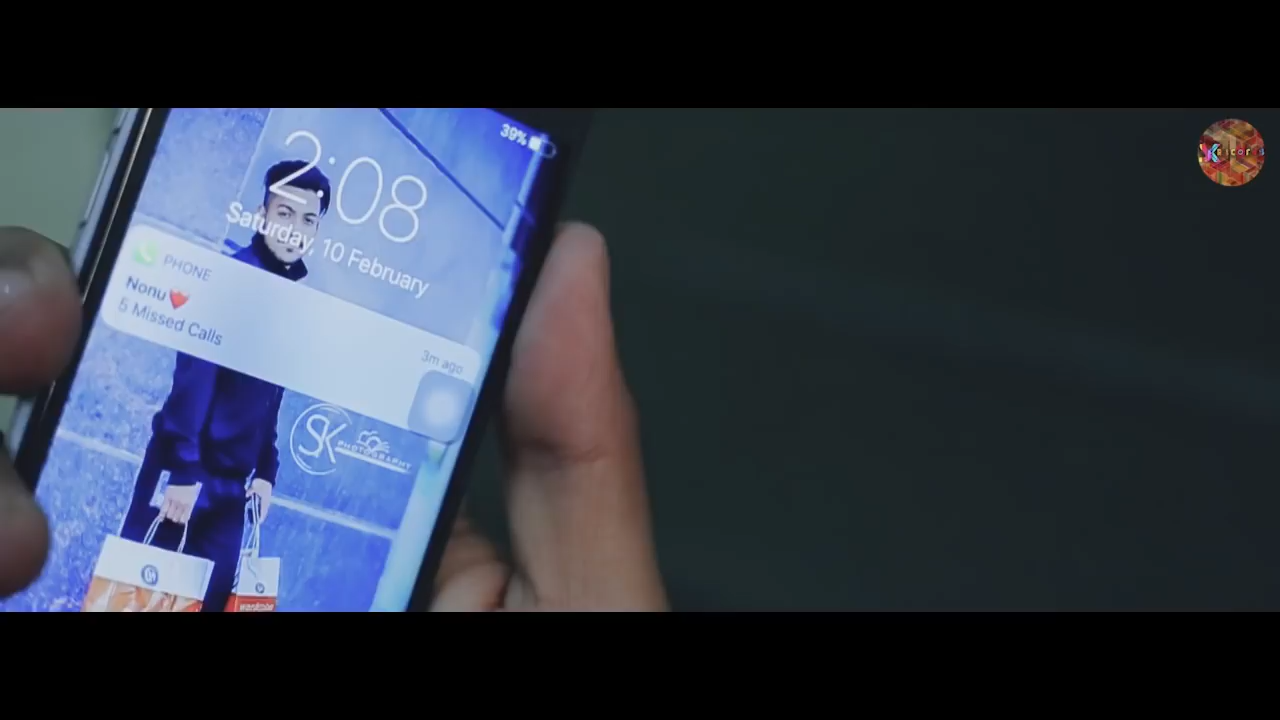 39%
2:08
Saturday, 10 February
PHONE
Nonu❤️
5 Missed Calls
3m ago
SK
PHOTOGRAPHY